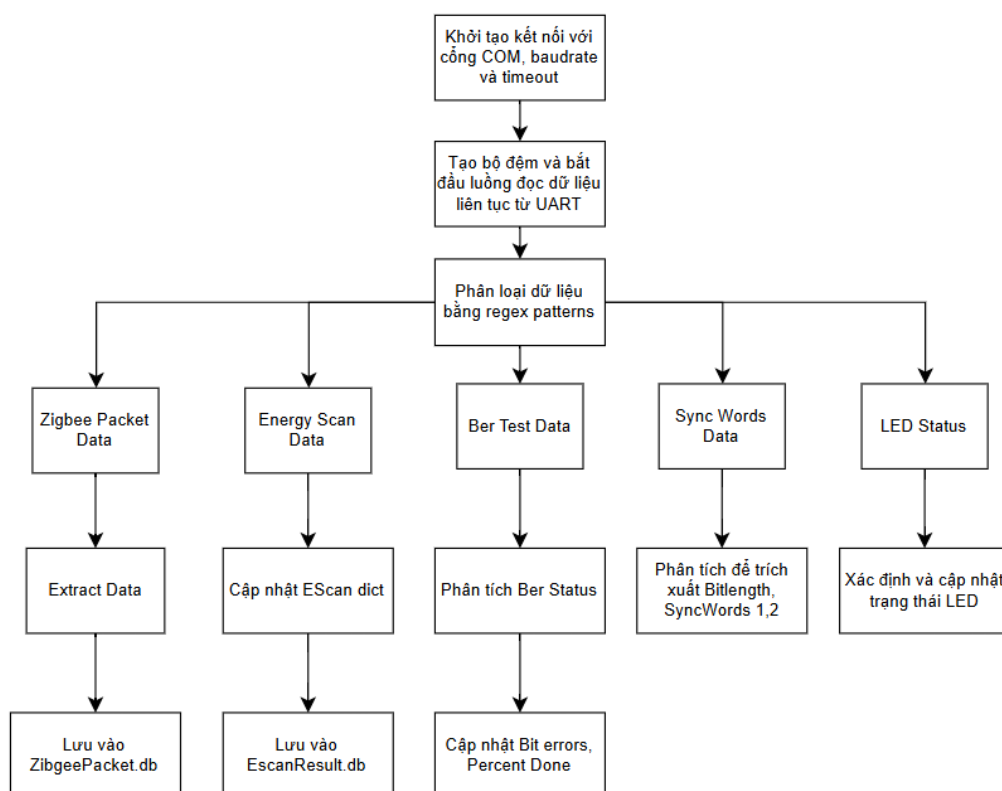 Khởi tạo kết nối với
cổng COM, baudrate
và timeout
Tạo bộ đệm và bắt
đầu luồng đọc dữ liệu
liên tục từ UART
Phân loại dữ liệu
bằng regex patterns
Zigbee Packet
Data
Energy Scan
Data
Ber Test Data
Sync Words
Data
LED Status
Extract Data
Cập nhật EScan dict
Phân tích Ber Status
Phân tích để trích
xuất Bitlength,
SyncWords 1,2
Xác định và cập nhật
trạng thái LED
Lưu vào
ZibgeePacket.db
Lưu vào
EscanResult.db
Cập nhật Bit errors,
Percent Done